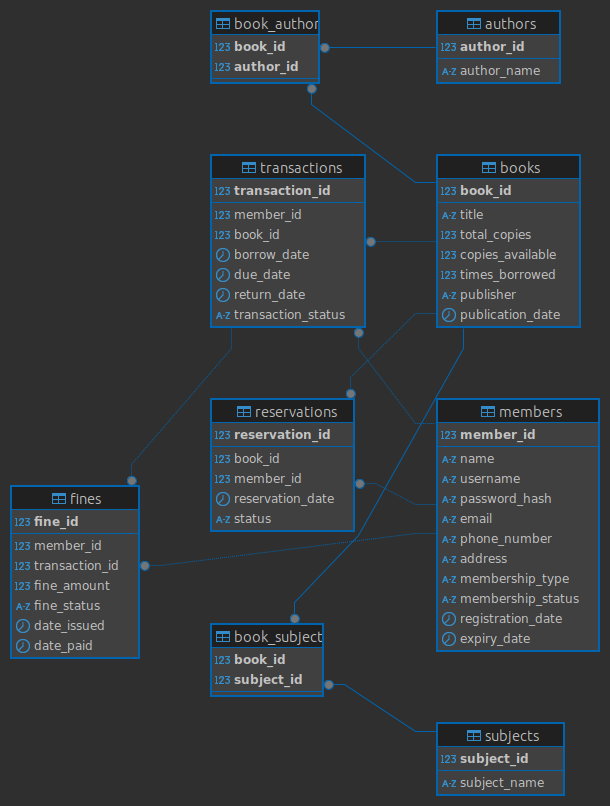 book_author
123 book_id
123 author_id
authors
123 author_id
A-Z author_name
transactions
123 transaction_id
123 member_id
123 book_id
borrow_date
due_date
return_date
A-Z transaction_status
books
123 book_id
A-Z title
123 total_copies
123 copies_available
123 times_borrowed
A-Z publisher
publication_date
reservations
123 reservation_id
123 book_id
123 member_id
reservation_date
A-Z status
members
123 member_id
A-Z name
A-Z username
A-Z password_hash
A-Z email
A-Z phone_number
A-Z address
A-Z membership_type
A-Z membership_status
registration_date
expiry_date
fines
123 fine_id
123 member_id
123 transaction_id
123 fine_amount
A-Z fine_status
date_issued
date_paid
book_subject
123 book_id
123 subject_id
subjects
123 subject_id
A-Z subject_name